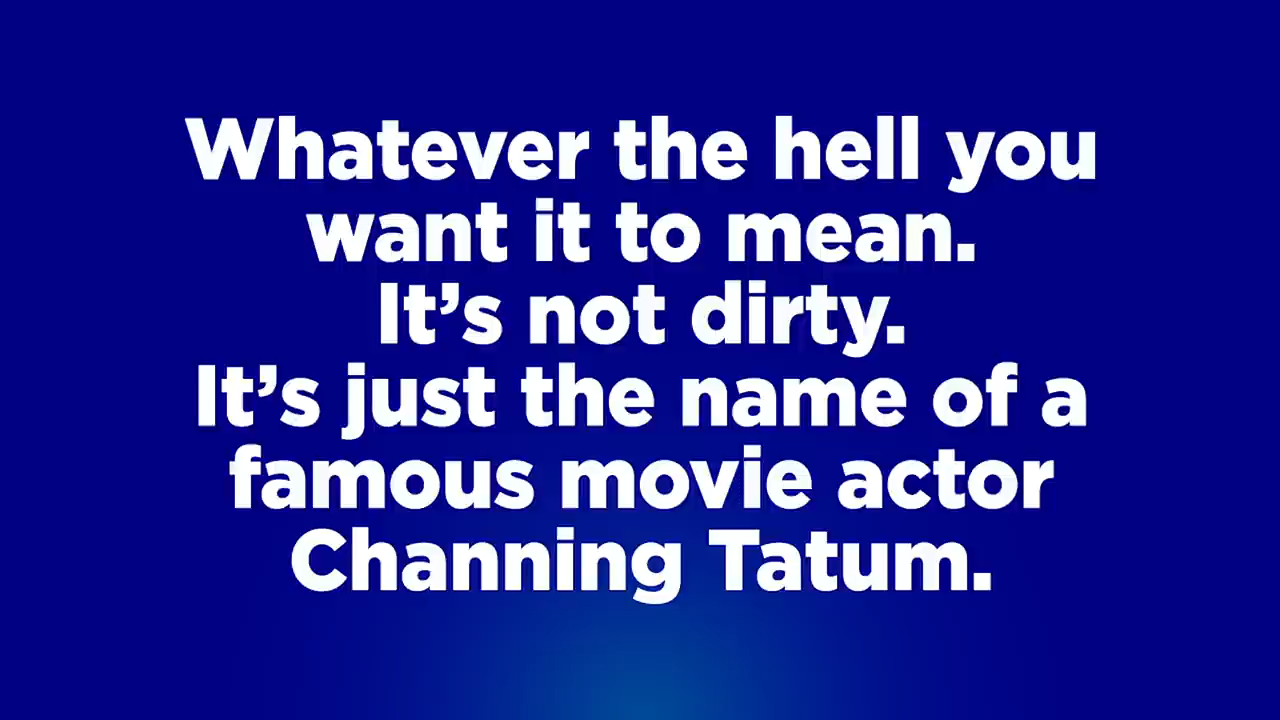 Whatever the hell you
want it to mean.
It’s not dirty.
It’s just the name of a
famous movie actor
Channing Tatum.